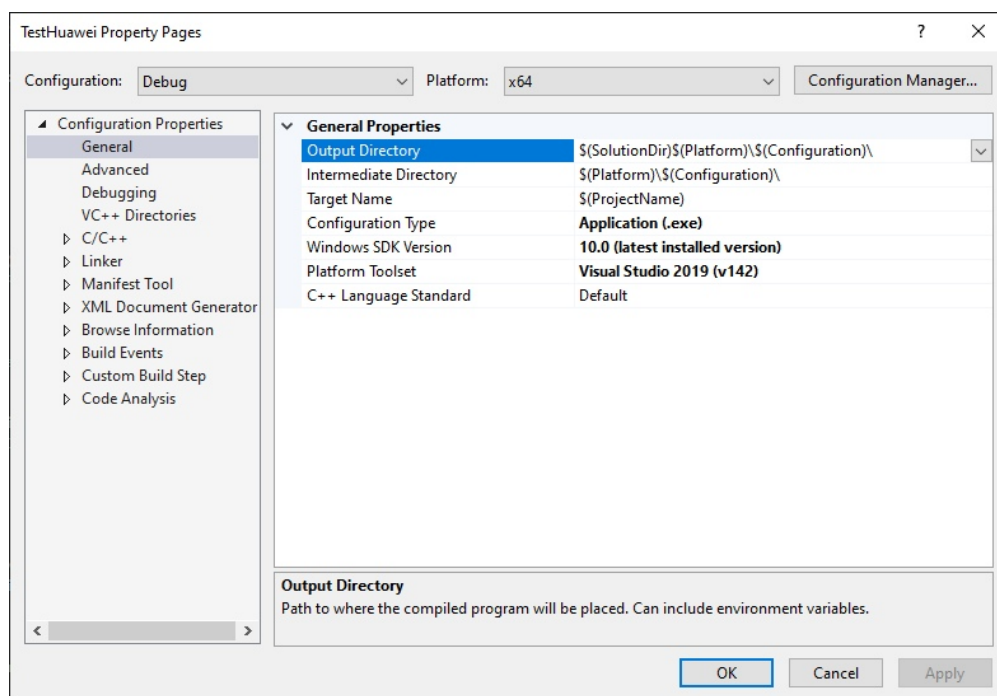 TestHuawei Property Pages
?
Configuration: Debug Platform: x64 Configuration Manager...
Configuration Properties
General
Advanced
Debugging
VC++ Directories
C/C++
Linker
Manifest Tool
XML Document Generator
Browse Information
Build Events
Custom Build Step
Code Analysis
General Properties
Output Directory $(SolutionDir)$(Platform)\$(Configuration)\
Intermediate Directory $(Platform)\$(Configuration)\
Target Name $(ProjectName)
Configuration Type Application (.exe)
Windows SDK Version 10.0 (latest installed version)
Platform Toolset Visual Studio 2019 (v142)
C++ Language Standard Default
Output Directory
Path to where the compiled program will be placed. Can include environment variables.
OK Cancel Apply